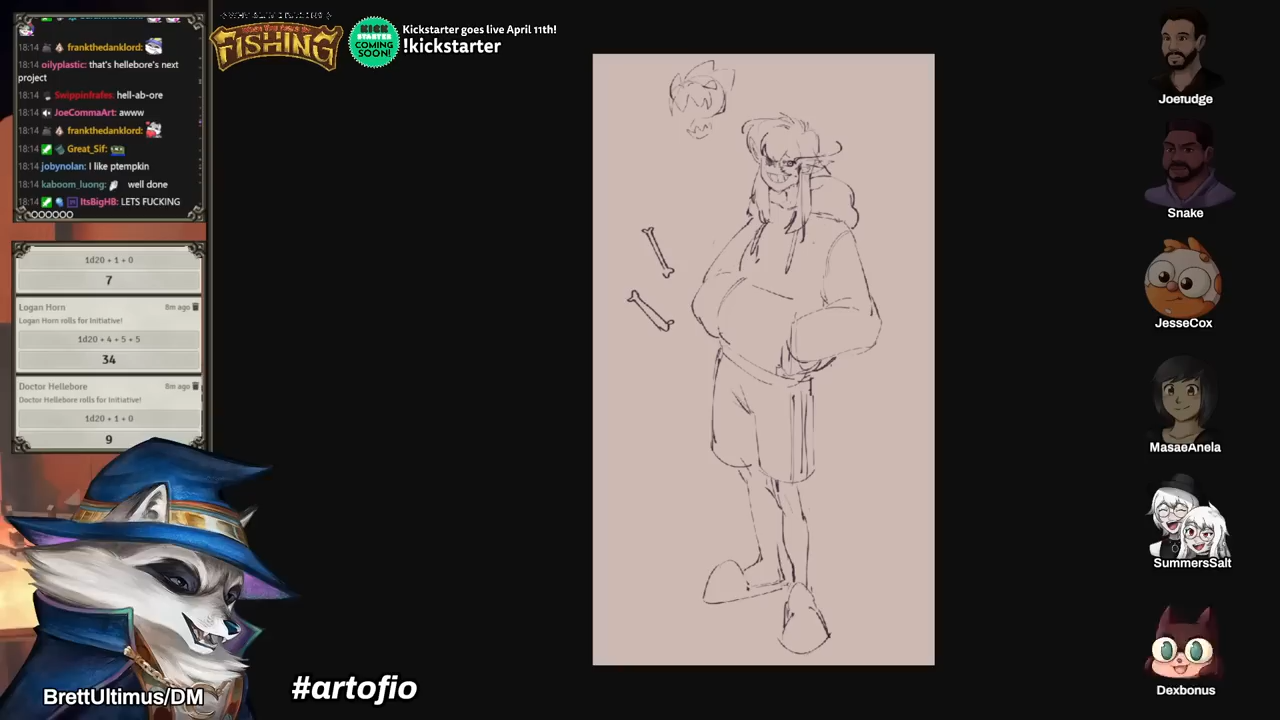 18:14 frankthedanklord:
18:14 oilyplastic: that's hellebore's next
project
18:14 Swippinfrafes: hell-ab-ore
18:14 JoeCommaArt: awww
18:14 frankthedanklord:
18:14 Great_Sif:
18:14 jobynolan: I like ptempkin
18:14 kaboom_luong: well done
18:14 ItsBigHB: LETS FUCKING
OOOOOO
1d20 + 1 + 0
7
Logan Horn 8m ago
Logan Horn rolls for Initiative!
1d20 + 4 + 5 + 5
34
Doctor Hellebore 8m ago
Doctor Hellebore rolls for Initiative!
1d20 + 1 + 0
9
BrettUltimus/DM
FISHING
KICK
STARTER
COMING
SOON!
Kickstarter goes live April 11th!
!kickstarter
#artofio
Joefudge
Snake
JesseCox
MasaeAnela
SummersSalt
Dexbonus